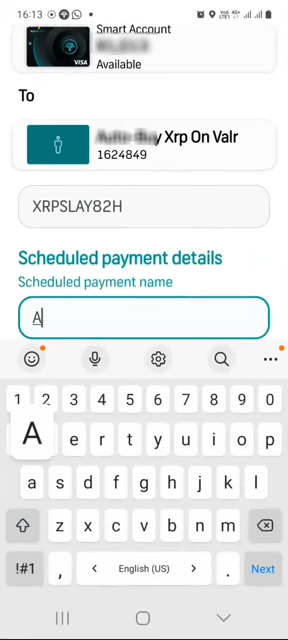 16:13
Smart Account
VISA
Available
To
Xrp On Valr
1624849
XRPSLAY82H
Scheduled payment details
Scheduled payment name
A
1 2 3 4 5 6 7 8 9 0
A e r t y u i o p
a s d f g h j k l
z x c v b n m
!#1 , < English (US) > . Next